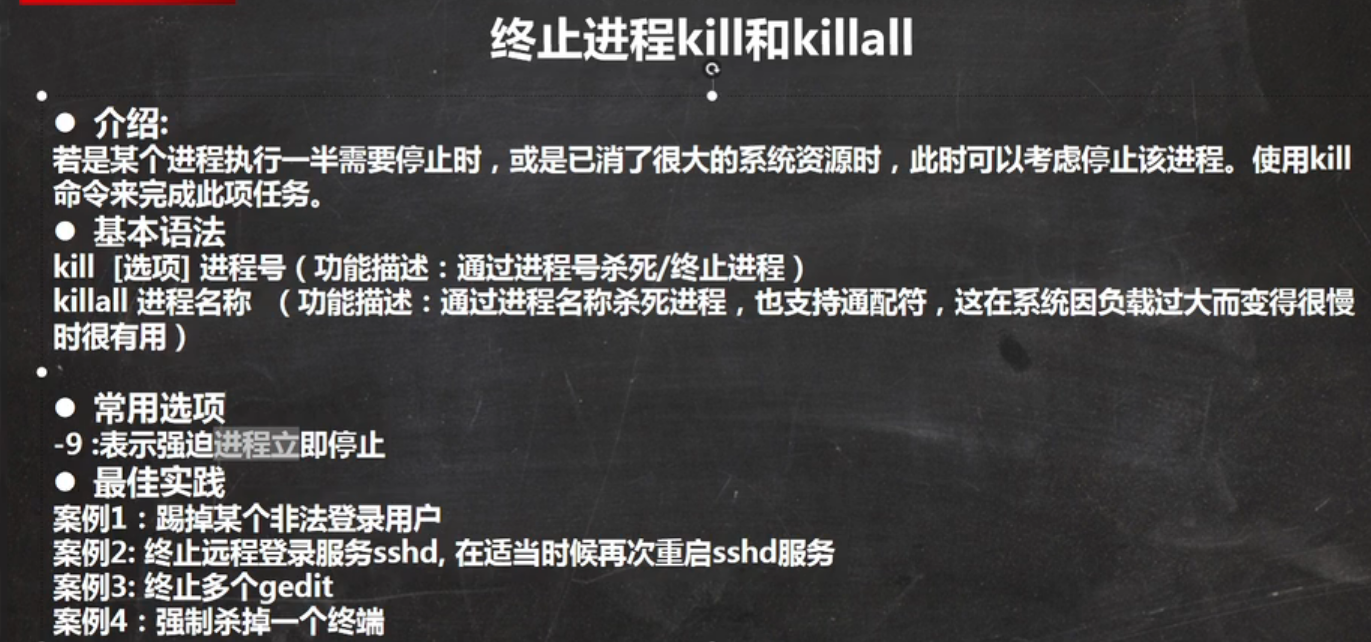 终止进程kill和killall
● 介绍:
若是某个进程执行一半需要停止时，或是已消了很大的系统资源时，此时可以考虑停止该进程。使用kill
命令来完成此项任务。
● 基本语法
kill [选项] 进程号（功能描述：通过进程号杀死/终止进程）
killall 进程名称 （功能描述：通过进程名称杀死进程，也支持通配符，这在系统因负载过大而变得很慢
时很有用）
● 常用选项
-9 :表示强迫进程立即停止
● 最佳实践
案例1：踢掉某个非法登录用户
案例2: 终止远程登录服务sshd, 在适当时候再次重启sshd服务
案例3: 终止多个gedit
案例4：强制杀掉一个终端